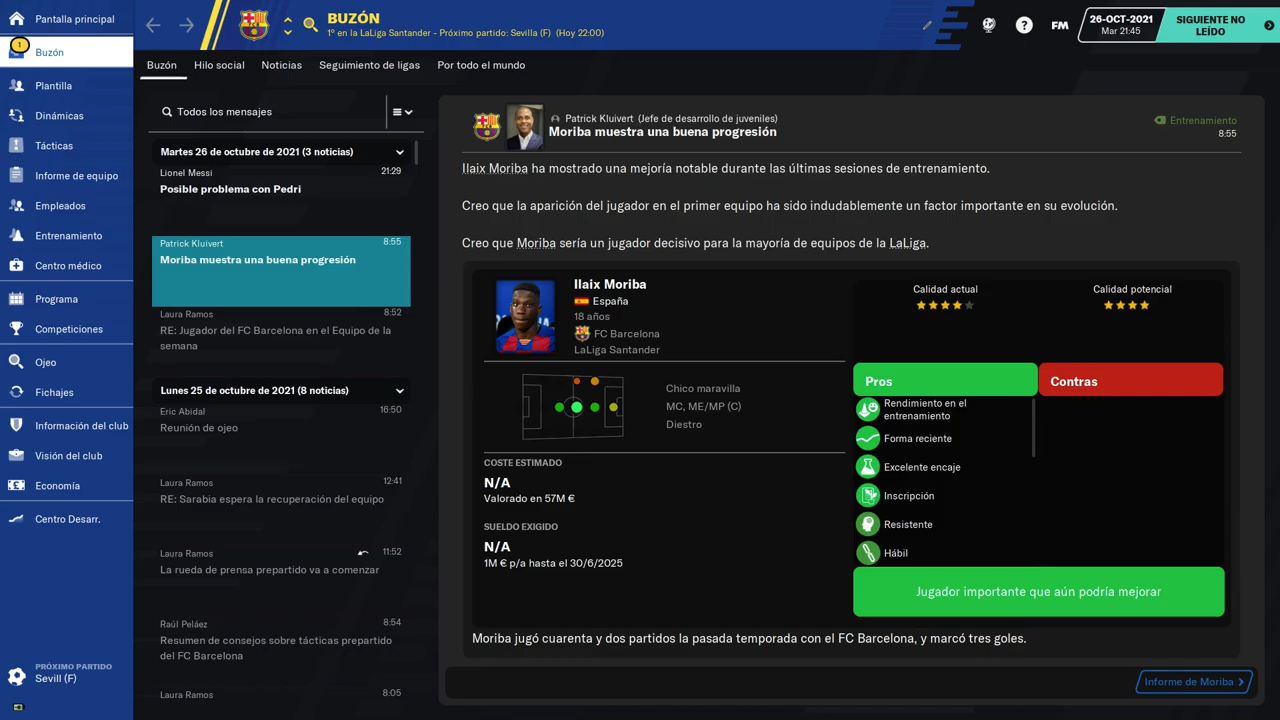 Pantalla principal
1
Buzón
Plantilla
Dinámicas
Tácticas
Informe de equipo
Empleados
Entrenamiento
Centro médico
Programa
Competiciones
Ojeo
Fichajes
Información del club
Visión del club
Economía
Centro Desarr.
PRÓXIMO PARTIDO
Sevill (F)
BUZÓN
1º en la LaLiga Santander - Próximo partido: Sevilla (F) (Hoy 22:00)
?
FM
26-OCT-2021
Mar 21:45
SIGUIENTE NO LEÍDO
Buzón Hilo social Noticias Seguimiento de ligas Por todo el mundo
Todos los mensajes
Martes 26 de octubre de 2021 (3 noticias)
Lionel Messi 21:29
Posible problema con Pedri
Patrick Kluivert 8:55
Moriba muestra una buena progresión
Laura Ramos 8:52
RE: Jugador del FC Barcelona en el Equipo de la
semana
Lunes 25 de octubre de 2021 (8 noticias)
Eric Abidal 16:50
Reunión de ojeo
Laura Ramos 12:41
RE: Sarabia espera la recuperación del equipo
Laura Ramos 11:52
La rueda de prensa prepartido va a comenzar
Raúl Peláez 8:54
Resumen de consejos sobre tácticas prepartido
del FC Barcelona
Laura Ramos 8:05
Patrick Kluivert (Jefe de desarrollo de juveniles)
Moriba muestra una buena progresión
Entrenamiento
8:55
Ilaix Moriba ha mostrado una mejoría notable durante las últimas sesiones de entrenamiento.
Creo que la aparición del jugador en el primer equipo ha sido indudablemente un factor importante en su evolución.
Creo que Moriba sería un jugador decisivo para la mayoría de equipos de la LaLiga.
Ilaix Moriba
España
18 años
FC Barcelona
LaLiga Santander
Calidad actual
Calidad potencial
Chico maravilla
MC, ME/MP (C)
Diestro
COSTE ESTIMADO
N/A
Valorado en 57M €
SUELDO EXIGIDO
N/A
1M € p/a hasta el 30/6/2025
Pros
Contras
Rendimiento en el
entrenamiento
Forma reciente
Excelente encaje
Inscripción
Resistente
Hábil
Jugador importante que aún podría mejorar
Moriba jugó cuarenta y dos partidos la pasada temporada con el FC Barcelona, y marcó tres goles.
Informe de Moriba